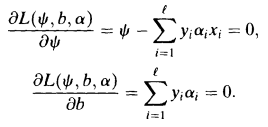 ∂L(ψ, b, α)/∂ψ = ψ − ∑_{i=1}^{ℓ} y_i α_i x_i = 0,
∂L(ψ, b, α)/∂b = ∑_{i=1}^{ℓ} y_i α_i = 0.